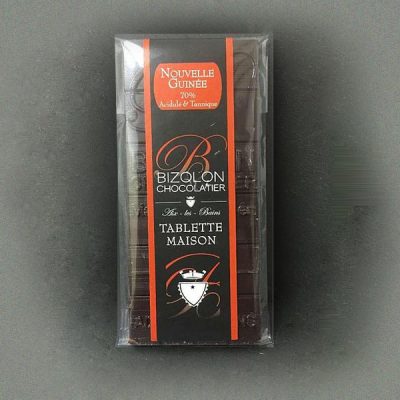 NOUVELLE
GUINÉE
70%
Acidulé & Tannique
B
BIZOLON
CHOCOLATIER
Aix - les - Bains
TABLETTE
MAISON